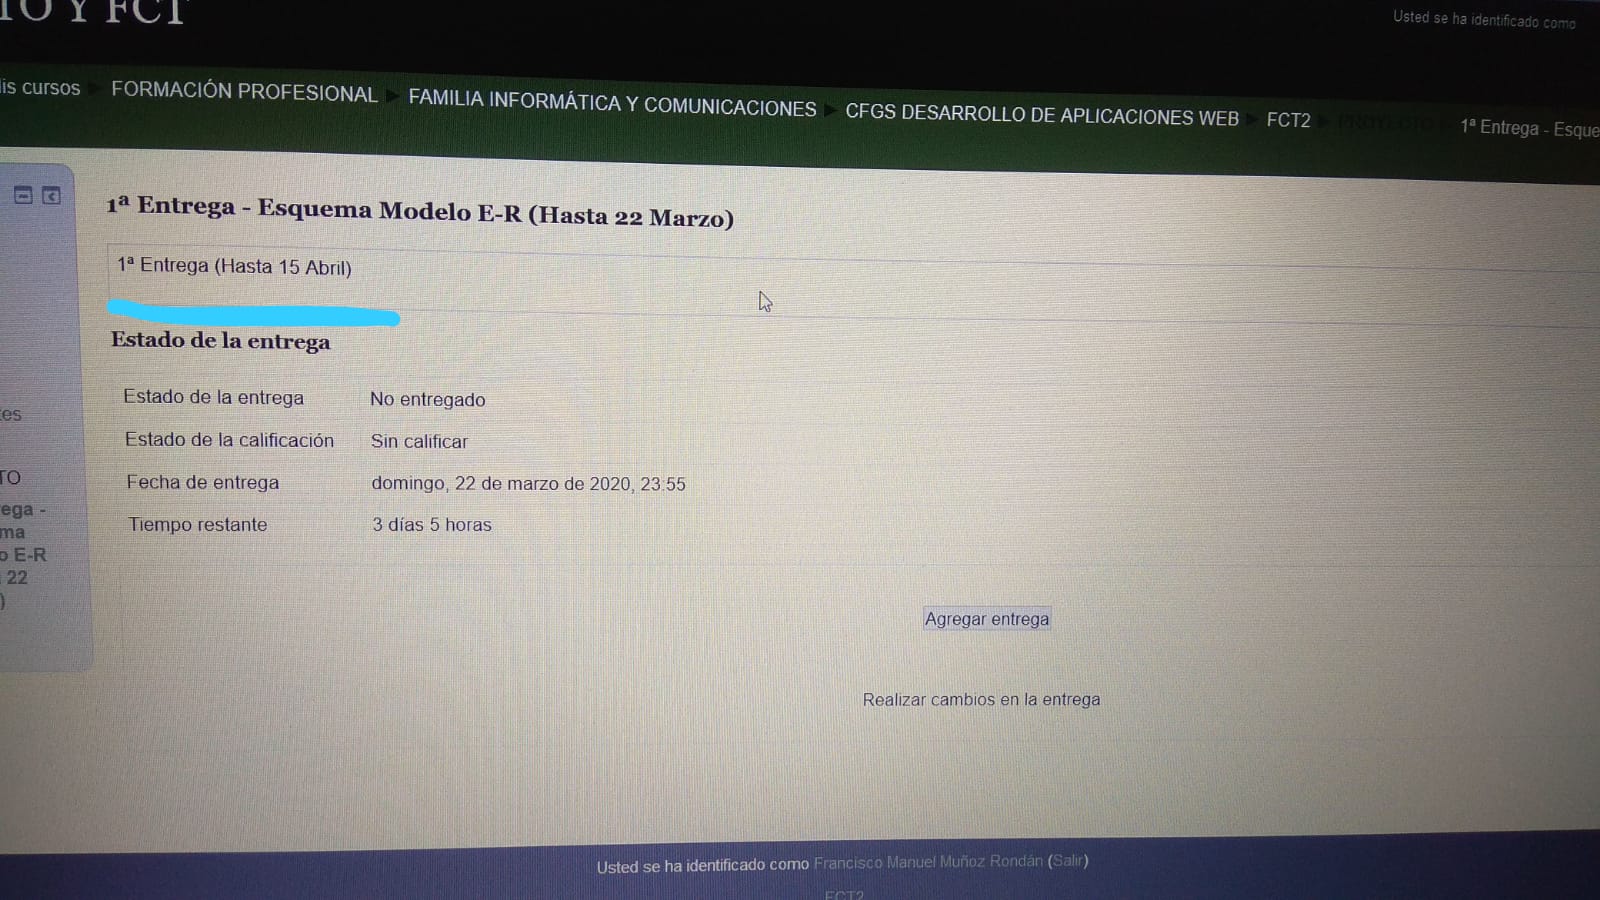 TO Y FCT
Usted se ha identificado como
is cursos ► FORMACIÓN PROFESIONAL ► FAMILIA INFORMÁTICA Y COMUNICACIONES ► CFGS DESARROLLO DE APLICACIONES WEB ► FCT2 ► PROYECTO ► 1ª Entrega - Esque
1ª Entrega - Esquema Modelo E-R (Hasta 22 Marzo)
1ª Entrega (Hasta 15 Abril)
Estado de la entrega
Estado de la entrega No entregado
Estado de la calificación Sin calificar
Fecha de entrega domingo, 22 de marzo de 2020, 23:55
Tiempo restante 3 días 5 horas
es
TO
ega -
ma
o E-R
22
)
Agregar entrega
Realizar cambios en la entrega
Usted se ha identificado como Francisco Manuel Muñoz Rondán (Salir)
FCT2